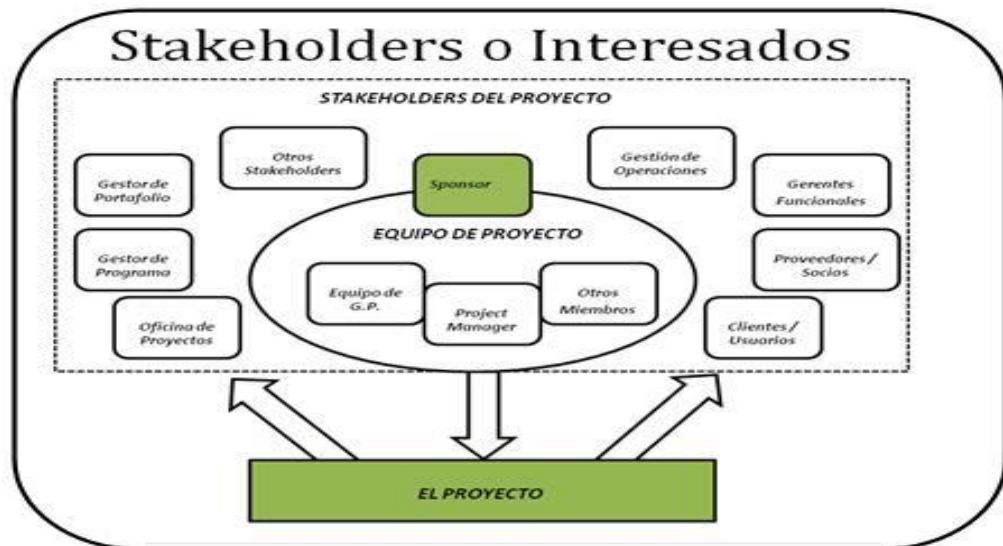 Stakeholders o Interesados
STAKEHOLDERS DEL PROYECTO
Otros
Stakeholders
Gestión de
Operaciones
Gestor de
Portafolio
Sponsor
Gerentes
Funcionales
EQUIPO DE PROYECTO
Gestor de
Programa
Proveedores /
Socios
Equipo de
G.P.
Project
Manager
Otros
Miembros
Oficina de
Proyectos
Clientes /
Usuarios
EL PROYECTO